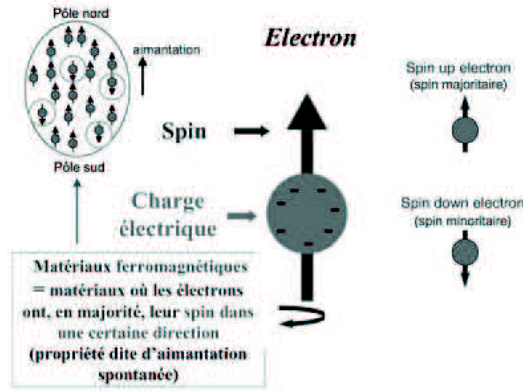 Pôle nord
aimantation
Pôle sud
Electron
Spin
Charge
électrique
Spin up electron
(spin majoritaire)
Spin down electron
(spin minoritaire)
Matériaux ferromagnétiques
= matériaux où les électrons
ont, en majorité, leur spin dans
une certaine direction
(propriété dite d'aimantation
spontanée)